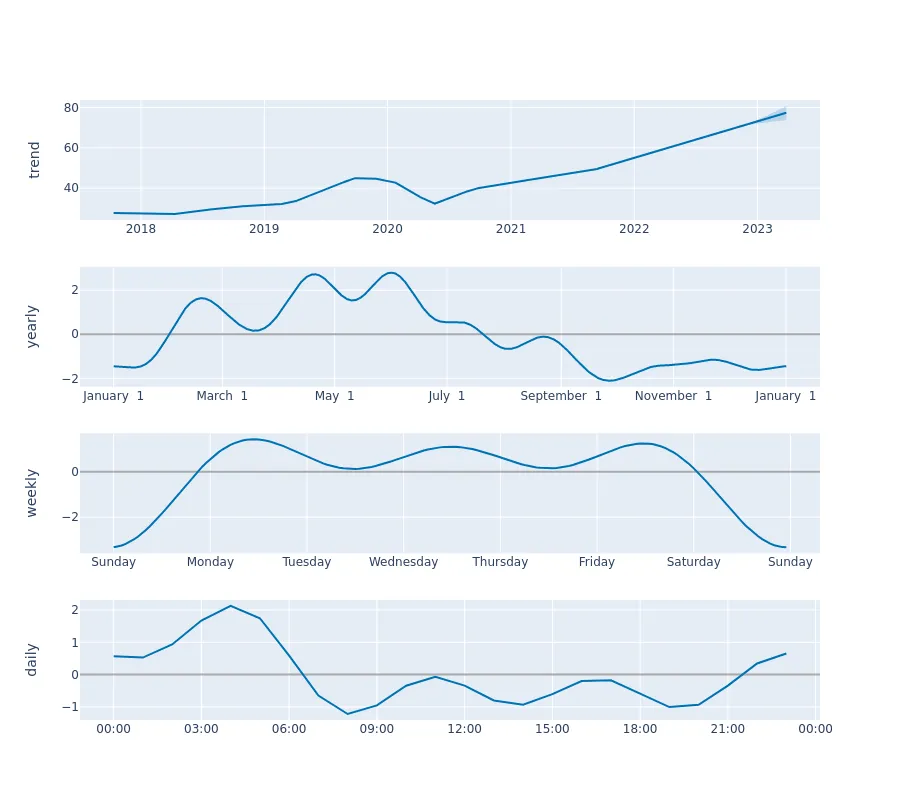 trend
80
60
40
2018 2019 2020 2021 2022 2023
yearly
2
0
−2
January 1 March 1 May 1 July 1 September 1 November 1 January 1
weekly
0
−2
Sunday Monday Tuesday Wednesday Thursday Friday Saturday Sunday
daily
2
1
0
−1
00:00 03:00 06:00 09:00 12:00 15:00 18:00 21:00 00:00